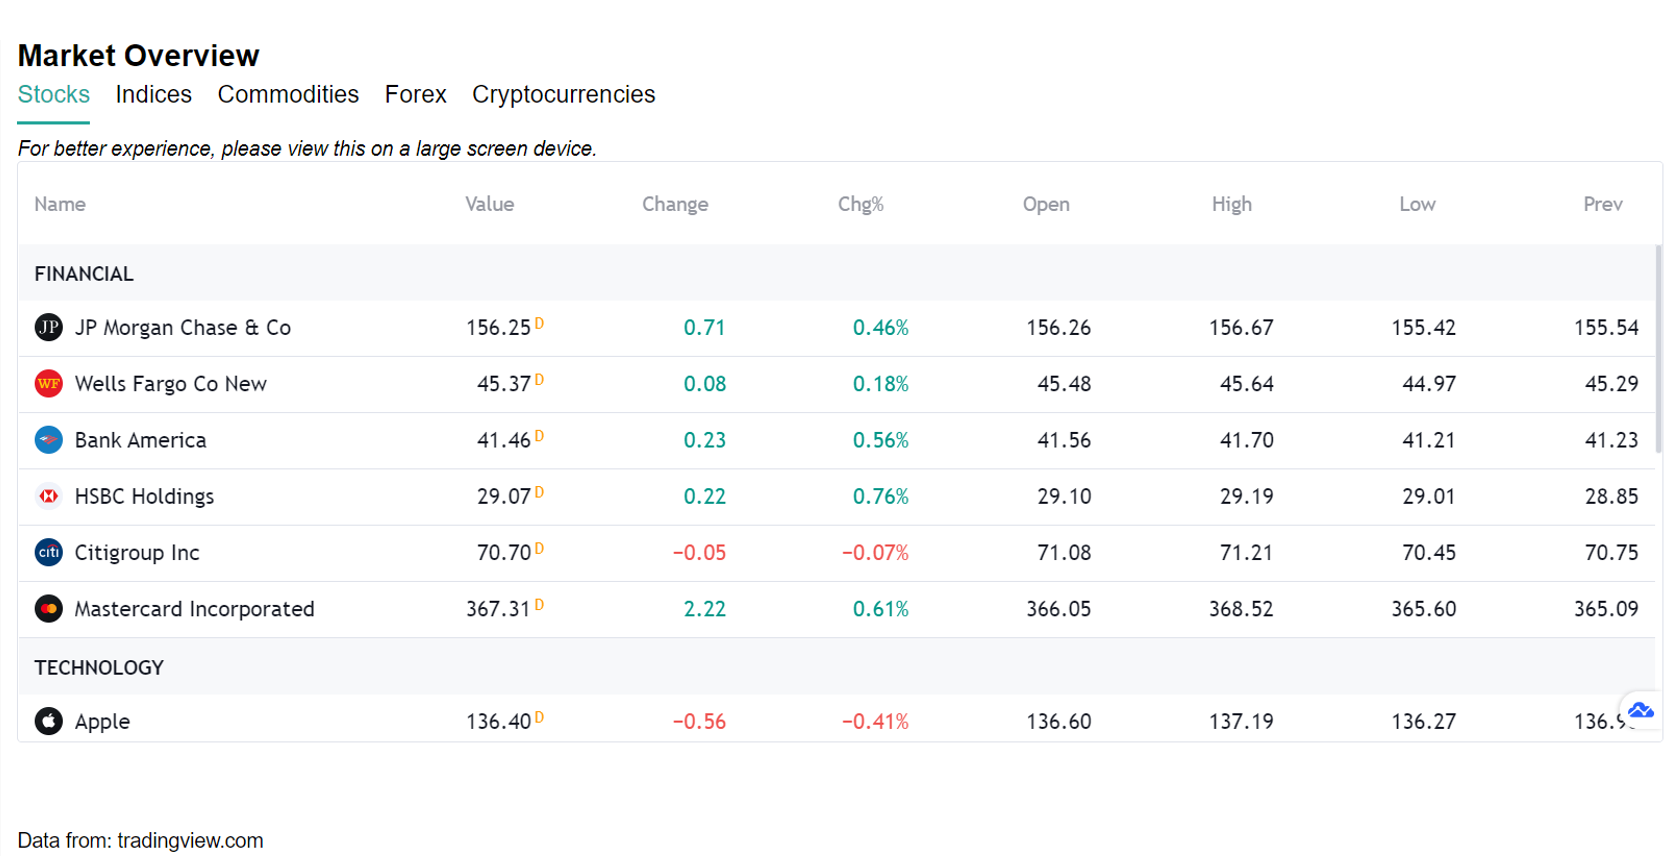 Market Overview
Stocks Indices Commodities Forex Cryptocurrencies
For better experience, please view this on a large screen device.
Name Value Change Chg% Open High Low Prev
FINANCIAL
JP JP Morgan Chase & Co 156.25 D 0.71 0.46% 156.26 156.67 155.42 155.54
WF Wells Fargo Co New 45.37 D 0.08 0.18% 45.48 45.64 44.97 45.29
Bank America 41.46 D 0.23 0.56% 41.56 41.70 41.21 41.23
HSBC Holdings 29.07 D 0.22 0.76% 29.10 29.19 29.01 28.85
citi Citigroup Inc 70.70 D −0.05 −0.07% 71.08 71.21 70.45 70.75
Mastercard Incorporated 367.31 D 2.22 0.61% 366.05 368.52 365.60 365.09
TECHNOLOGY
Apple 136.40 D −0.56 −0.41% 136.60 137.19 136.27
Data from: tradingview.com